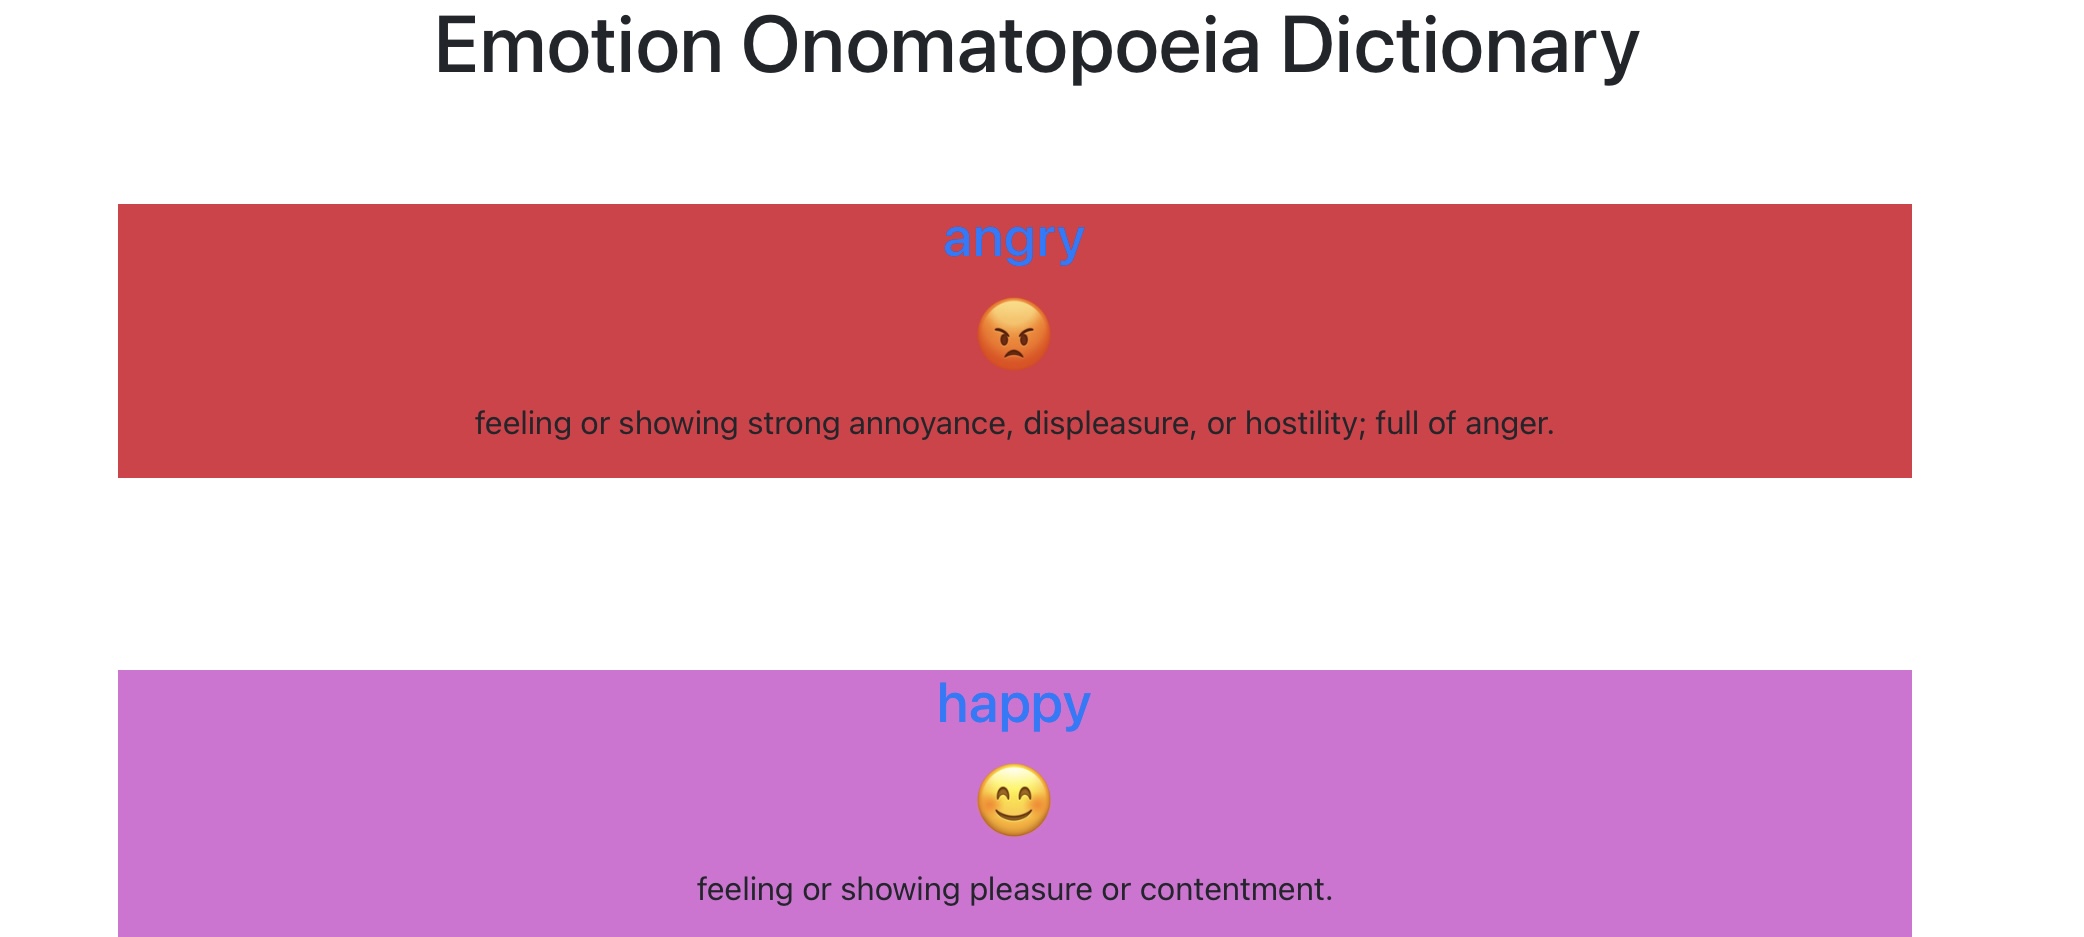 Emotion Onomatopoeia Dictionary
angry
feeling or showing strong annoyance, displeasure, or hostility; full of anger.
happy
feeling or showing pleasure or contentment.